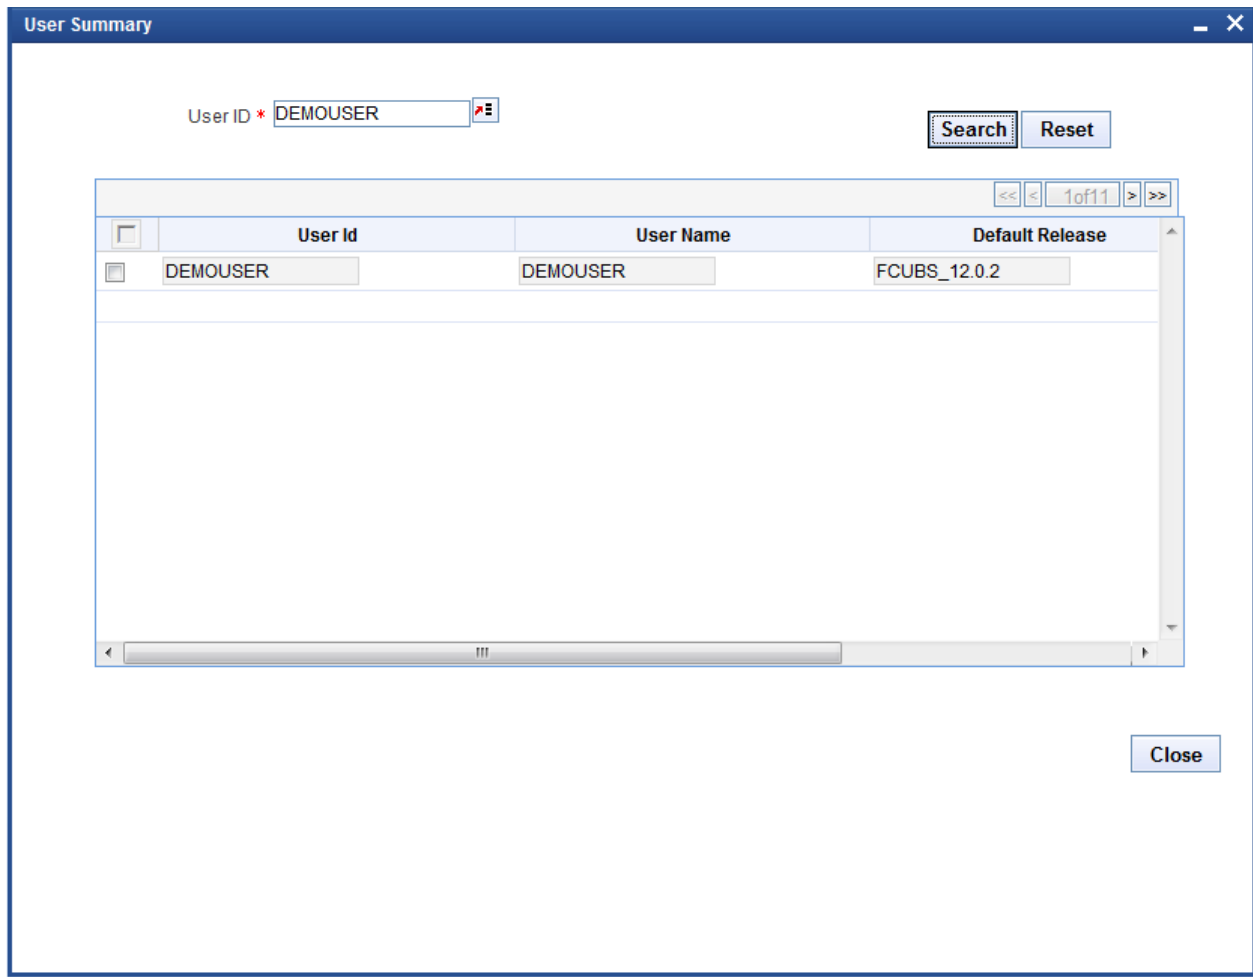 User Summary
User ID * DEMOUSER
Search Reset
<< < 1of11 > >>
User Id User Name Default Release
DEMOUSER DEMOUSER FCUBS_12.0.2
Close